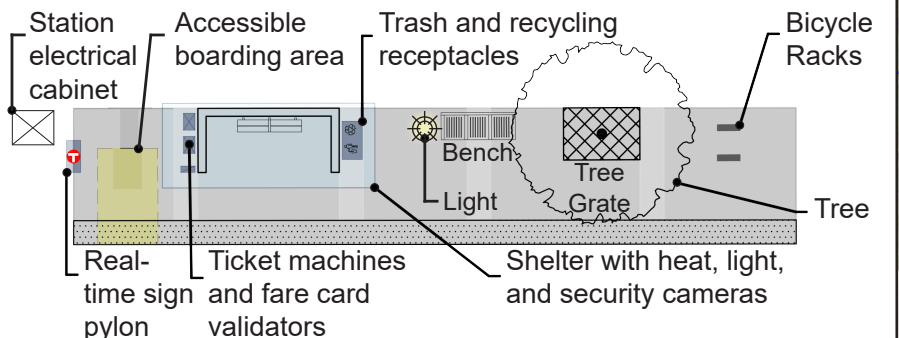 Station
electrical
cabinet
Accessible
boarding area
Trash and recycling
receptacles
Bicycle
Racks
T
Bench
Light
Tree
Grate
Tree
Real-
time sign
pylon
Ticket machines
and fare card
validators
Shelter with heat, light,
and security cameras